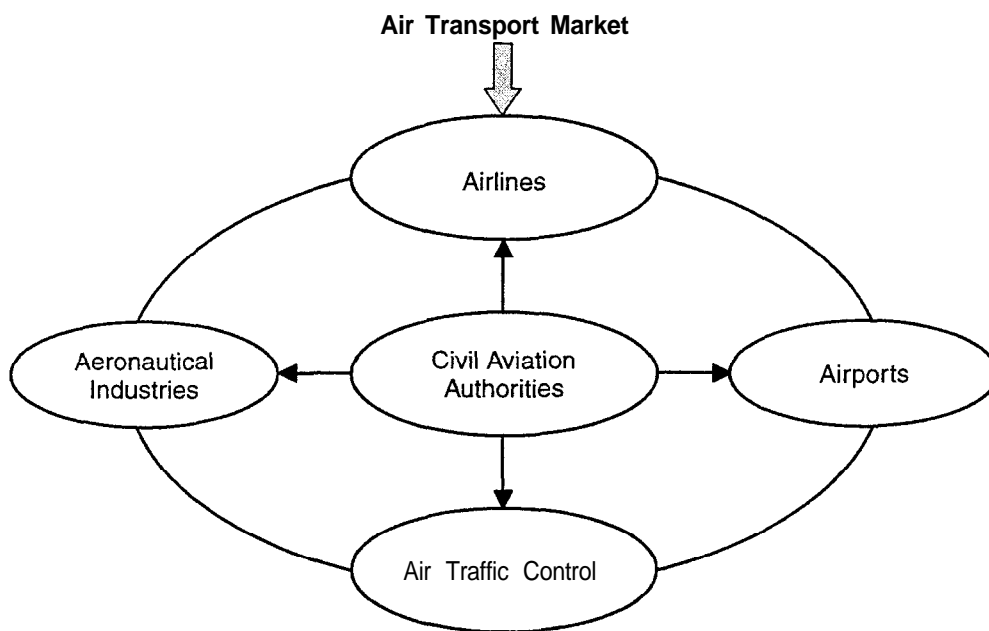 Air Transport Market
Airlines
Aeronautical
Industries
Civil Aviation
Authorities
Airports
Air Traffic Control